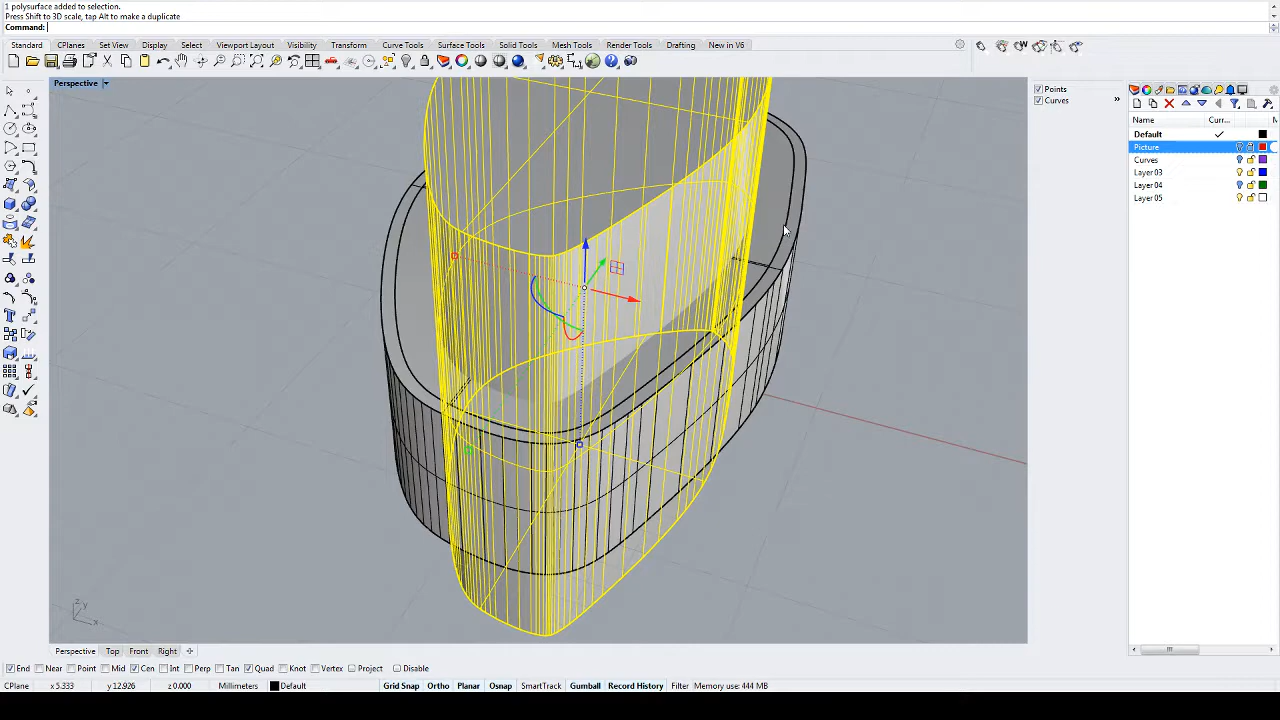 1 polysurface added to selection.
Press Shift to 3D scale, tap Alt to make a duplicate
Command:
Standard CPlanes Set View Display Select Viewport Layout Visibility Transform Curve Tools Surface Tools Solid Tools Mesh Tools Render Tools Drafting New in V6
Perspective
Points
Curves
Name Curr... M
Default
Picture
Curves
Layer 03
Layer 04
Layer 05
z y
x
Perspective Top Front Right
End Near Point Mid Cen Int Perp Tan Quad Knot Vertex Project Disable
CPlane x 5.333 y 12.926 z 0.000 Millimeters Default Grid Snap Ortho Planar Osnap SmartTrack Gumball Record History Filter Memory use: 444 MB